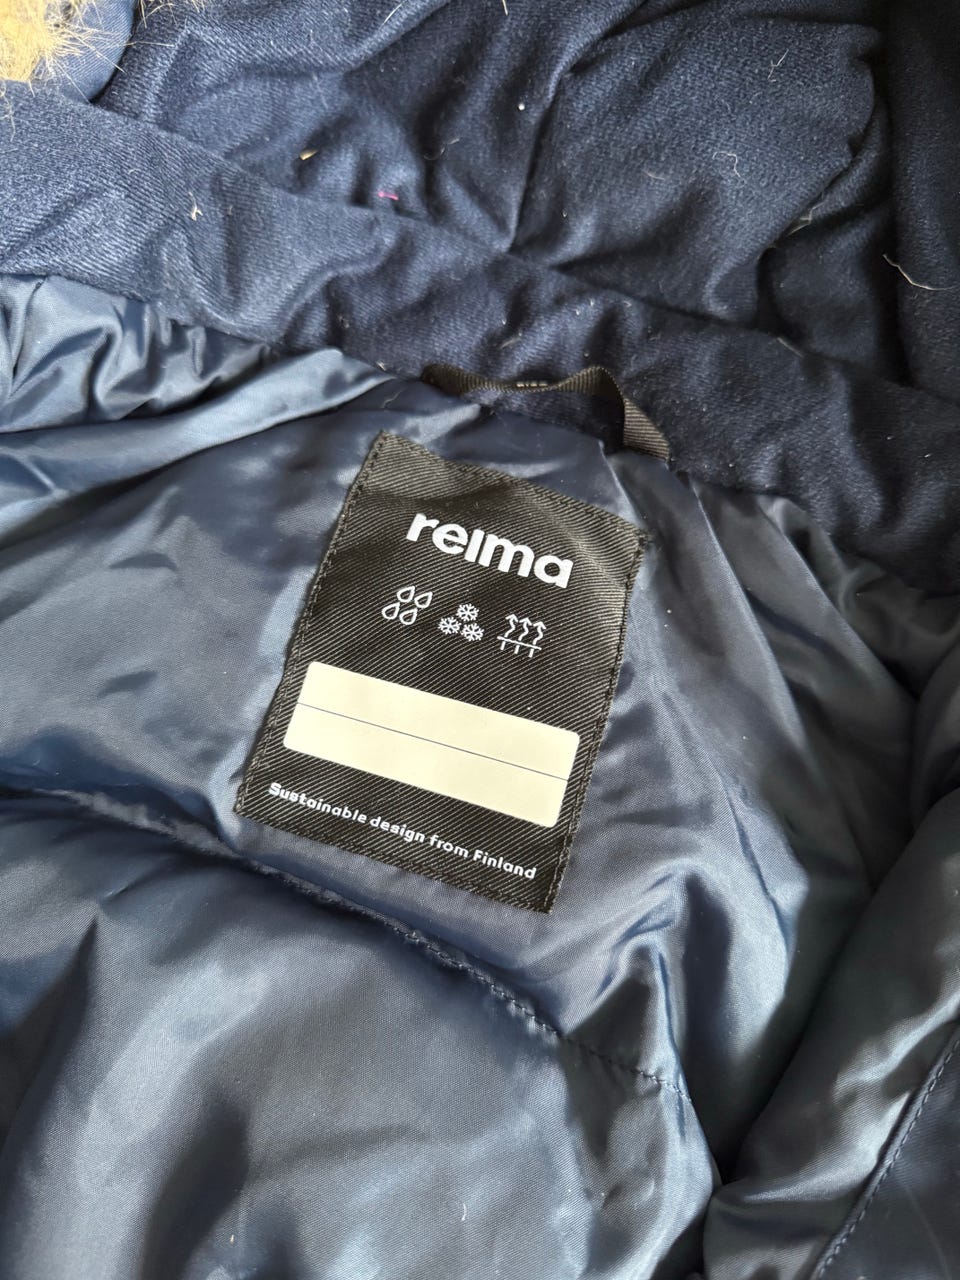 reima
Sustainable design from Finland